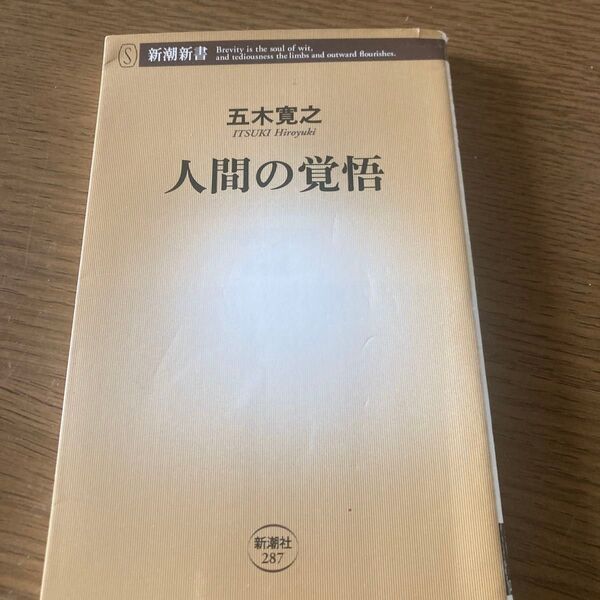 S
新潮新書
Brevity is the soul of wit,
and tediousness the limbs and outward flourishes.
五木寛之
ITSUKI Hiroyuki
人間の覚悟
新潮社
287